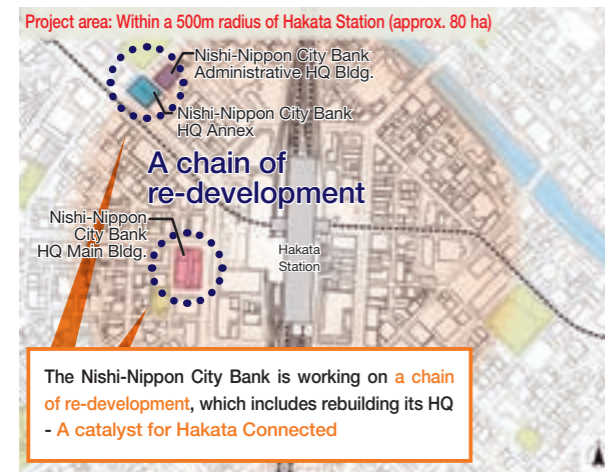 Project area: Within a 500m radius of Hakata Station (approx. 80 ha)
Nishi-Nippon City Bank
Administrative HQ Bldg.
Nishi-Nippon City Bank
HQ Annex
A chain of
re-development
Nishi-Nippon
City Bank
HQ Main Bldg.
Hakata
Station
The Nishi-Nippon City Bank is working on a chain
of re-development, which includes rebuilding its HQ
- A catalyst for Hakata Connected